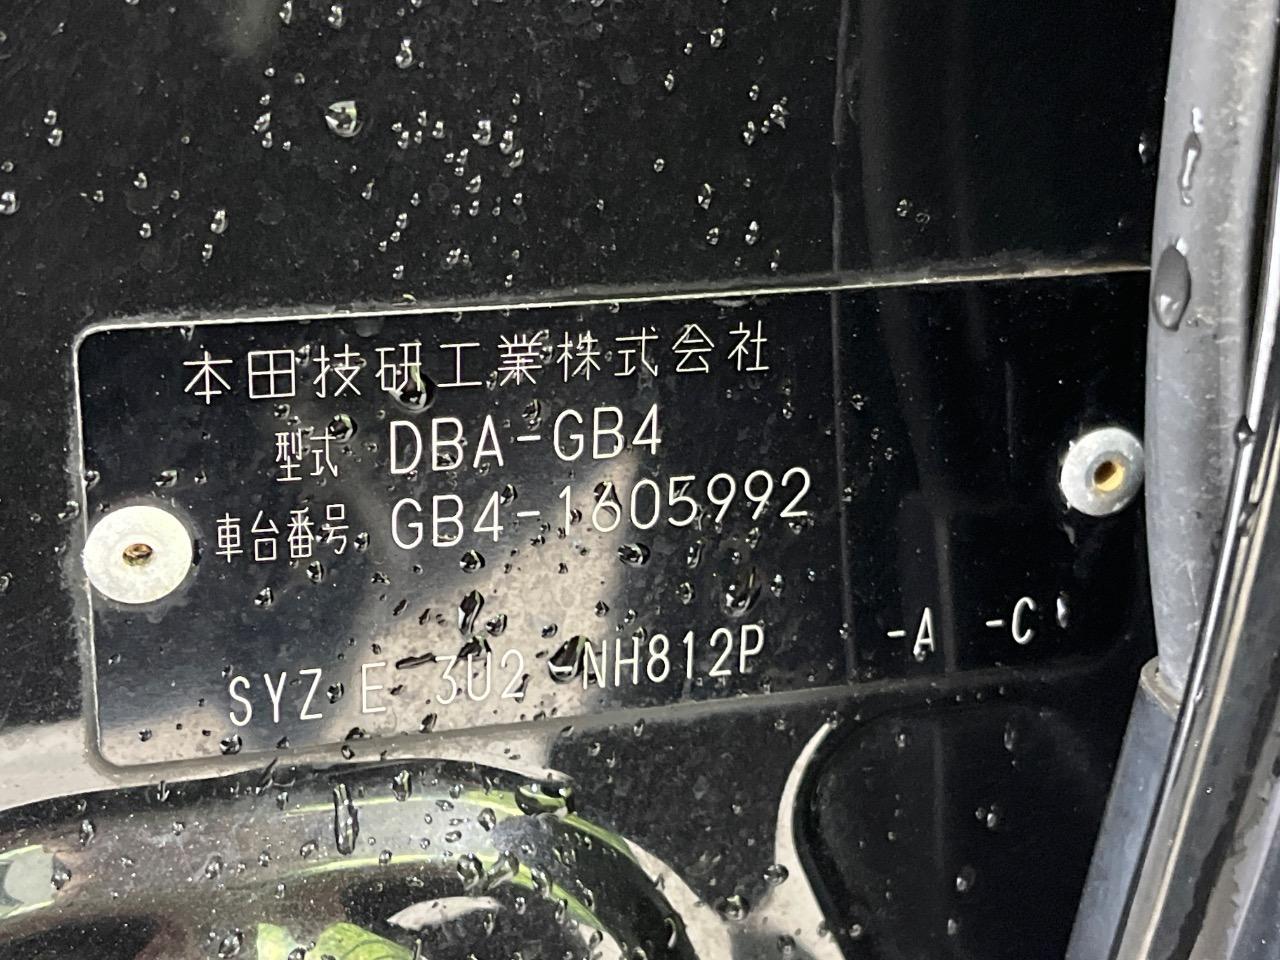 本田技研工業株式会社
型式 DBA-GB4
車台番号 GB4-1605992
SYZ E 3U2 -NH812P -A -C